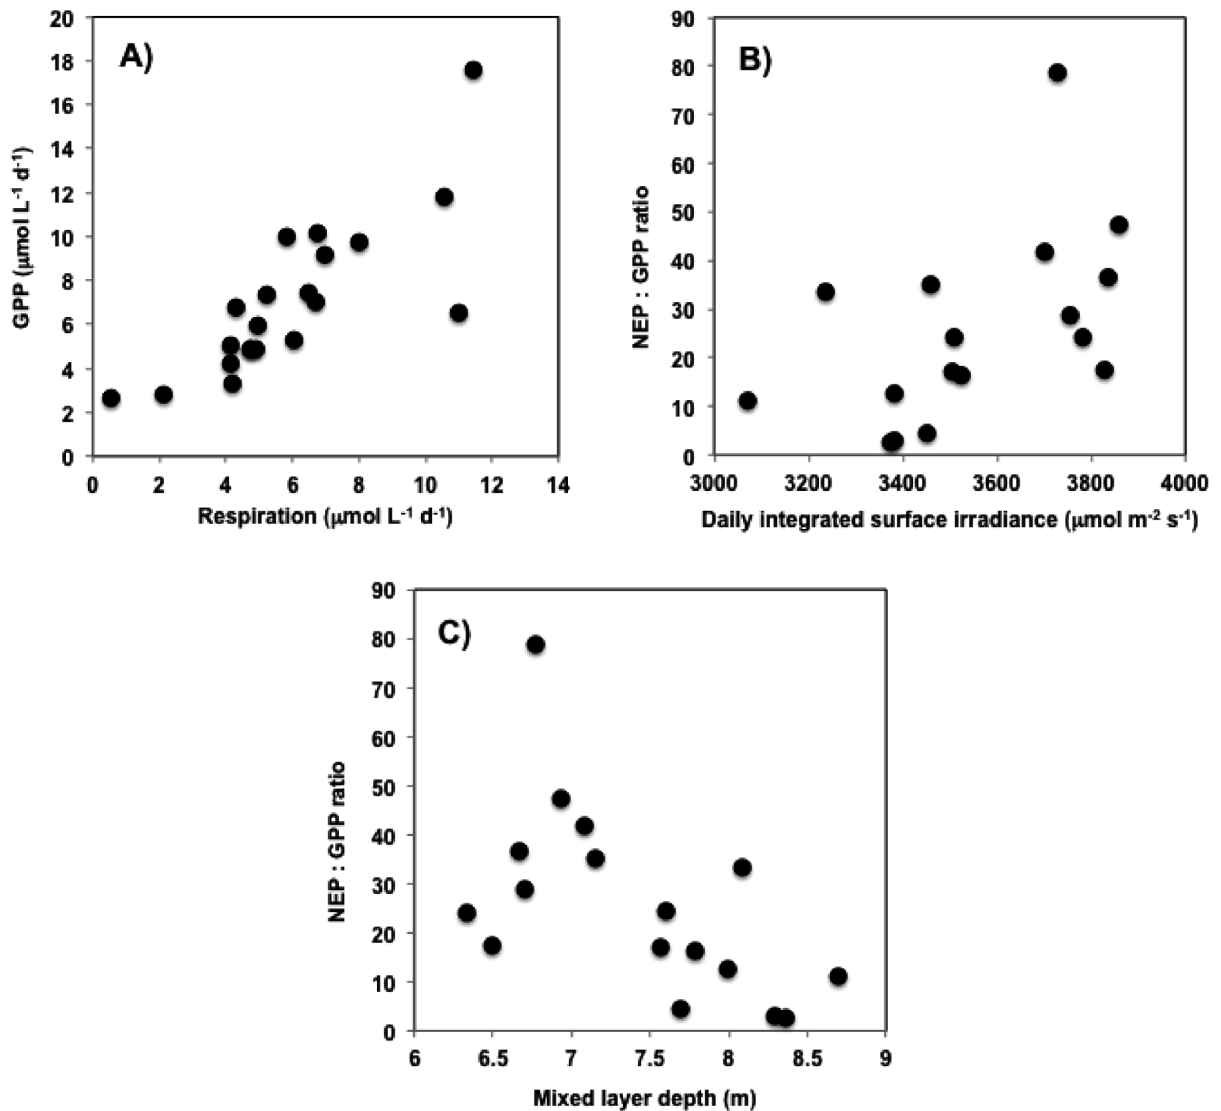 A)
GPP (µmol L-1 d-1)
20
18
16
14
12
10
8
6
4
2
0
0 2 4 6 8 10 12 14
Respiration (µmol L-1 d-1)
B)
NEP : GPP ratio
90
80
70
60
50
40
30
20
10
0
3000 3200 3400 3600 3800 4000
Daily integrated surface irradiance (µmol m-2 s-1)
C)
NEP : GPP ratio
90
80
70
60
50
40
30
20
10
0
6 6.5 7 7.5 8 8.5 9
Mixed layer depth (m)